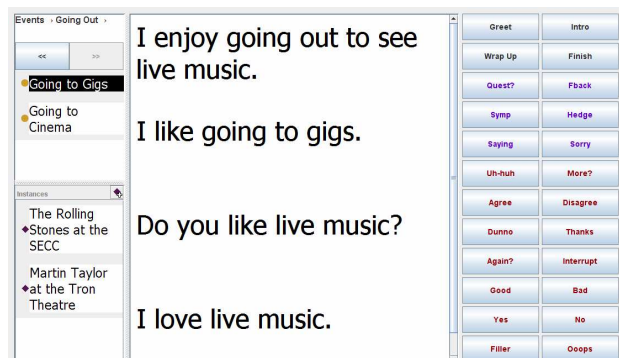 Events › Going Out ›
<<
>>
Going to Gigs
Going to
Cinema
Instances
The Rolling
Stones at the
SECC
Martin Taylor
at the Tron
Theatre
I enjoy going out to see
live music.
I like going to gigs.
Do you like live music?
I love live music.
Greet
Intro
Wrap Up
Finish
Quest?
Fback
Symp
Hedge
Saying
Sorry
Uh-huh
More?
Agree
Disagree
Dunno
Thanks
Again?
Interrupt
Good
Bad
Yes
No
Filler
Ooops